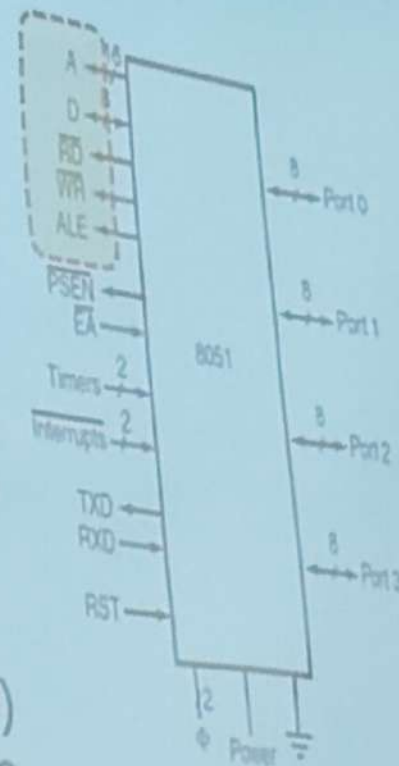 A 16
D 8
RD
WR
ALE
PSEN
EA
Timers 2
Interrupts 2
TXD
RXD
RST
8051
8 Port 0
8 Port 1
8 Port 2
8 Port 3
2
Φ Power
)